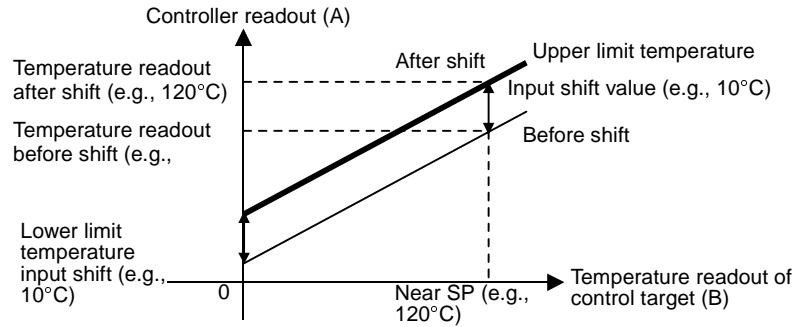 Controller readout (A)
After shift
Upper limit temperature
Temperature readout
after shift (e.g., 120°C)
Input shift value (e.g., 10°C)
Temperature readout
before shift (e.g.,
Before shift
Lower limit
temperature
input shift (e.g.,
10°C)
0
Near SP (e.g.,
120°C)
Temperature readout of
control target (B)